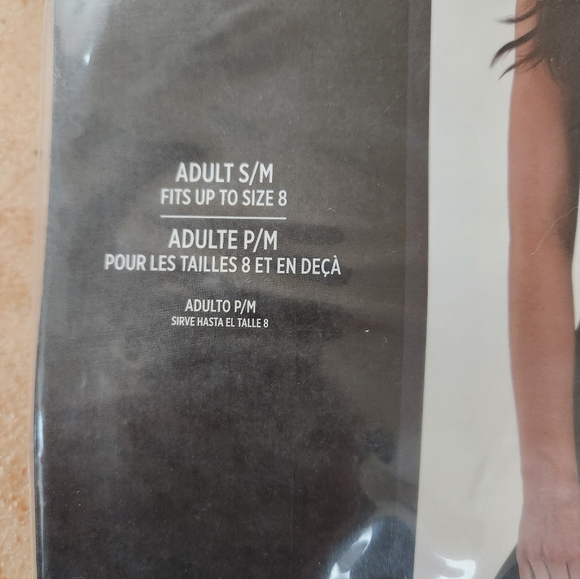 ADULT S/M
FITS UP TO SIZE 8
ADULTE P/M
POUR LES TAILLES 8 ET EN DEÇÀ
ADULTO P/M
SIRVE HASTA EL TALLE 8